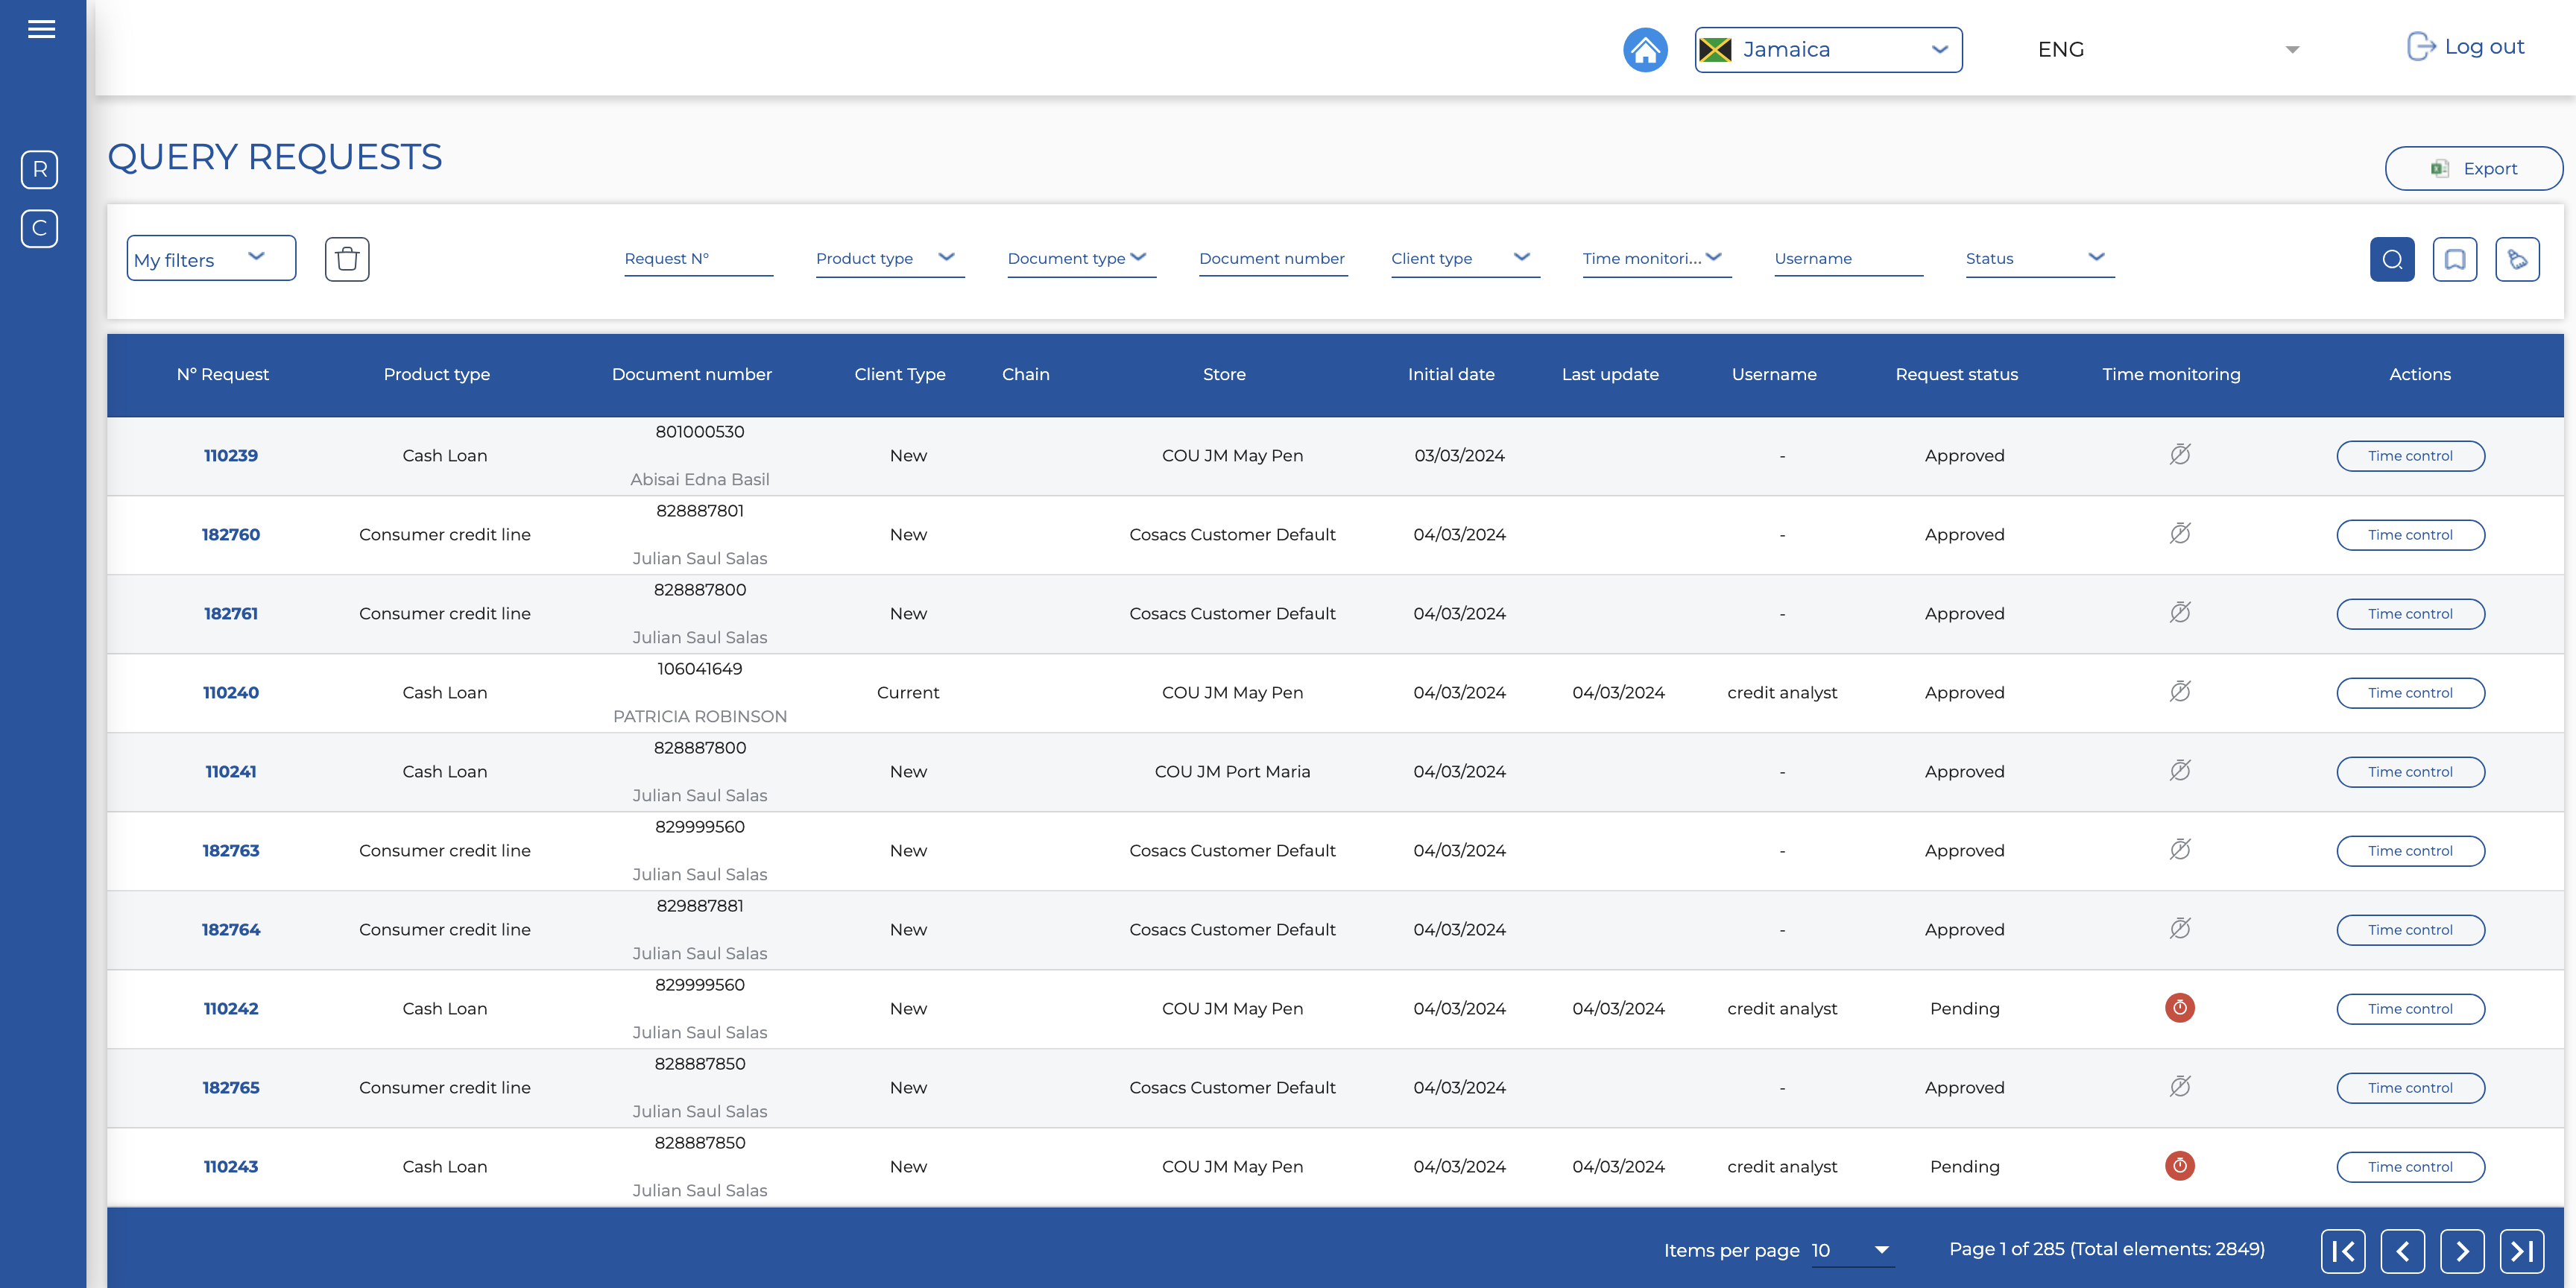 Jamaica
ENG
Log out
R
C
QUERY REQUESTS
Export
My filters
Request N°
Product type
Document type
Document number
Client type
Time monitori...
Username
Status
Nº Request Product type Document number Client Type Chain Store Initial date Last update Username Request status Time monitoring Actions
801000530
110239 Cash Loan New COU JM May Pen 03/03/2024 - Approved Time control
Abisai Edna Basil
828887801
182760 Consumer credit line New Cosacs Customer Default 04/03/2024 - Approved Time control
Julian Saul Salas
828887800
182761 Consumer credit line New Cosacs Customer Default 04/03/2024 - Approved Time control
Julian Saul Salas
106041649
110240 Cash Loan Current COU JM May Pen 04/03/2024 04/03/2024 credit analyst Approved Time control
PATRICIA ROBINSON
828887800
110241 Cash Loan New COU JM Port Maria 04/03/2024 - Approved Time control
Julian Saul Salas
829999560
182763 Consumer credit line New Cosacs Customer Default 04/03/2024 - Approved Time control
Julian Saul Salas
829887881
182764 Consumer credit line New Cosacs Customer Default 04/03/2024 - Approved Time control
Julian Saul Salas
829999560
110242 Cash Loan New COU JM May Pen 04/03/2024 04/03/2024 credit analyst Pending Time control
Julian Saul Salas
828887850
182765 Consumer credit line New Cosacs Customer Default 04/03/2024 - Approved Time control
Julian Saul Salas
828887850
110243 Cash Loan New COU JM May Pen 04/03/2024 04/03/2024 credit analyst Pending Time control
Julian Saul Salas
Items per page 10 Page 1 of 285 (Total elements: 2849)